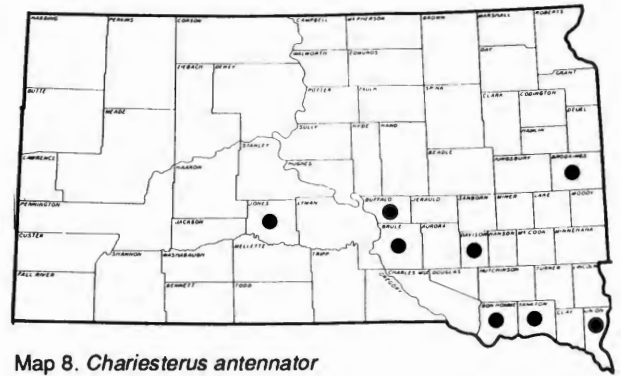 HARDING
PERKINS
CORSON
CAMPBELL
McPHERSON
BROWN
MARSHALL
ROBERTS
WALWORTH
EDMUNDS
DAY
ZIEBACH
DEWEY
GRANT
BUTTE
POTTER
FAULK
SPINK
CLARK
CODINGTON
MEADE
DEUEL
SULLY
HYDE
HAND
HAMLIN
STANLEY
LAWRENCE
HAAKON
HUGHES
BEADLE
KINGSBURY
BROOKINGS
PENNINGTON
JONES
LYMAN
BUFFALO
JERAULD
SANBORN
MINER
LAKE
MOODY
JACKSON
BRULE
AURORA
DAVISON
HANSON
McCOOK
MINNEHAHA
CUSTER
SHANNON
WASHABAUGH
MELLETTE
TRIPP
FALL RIVER
BENNETT
TODD
GREGORY
CHARLES MIX
DOUGLAS
HUTCHINSON
TURNER
LINCOLN
BON HOMME
YANKTON
CLAY
UNION
Map 8. Chariesterus antennator